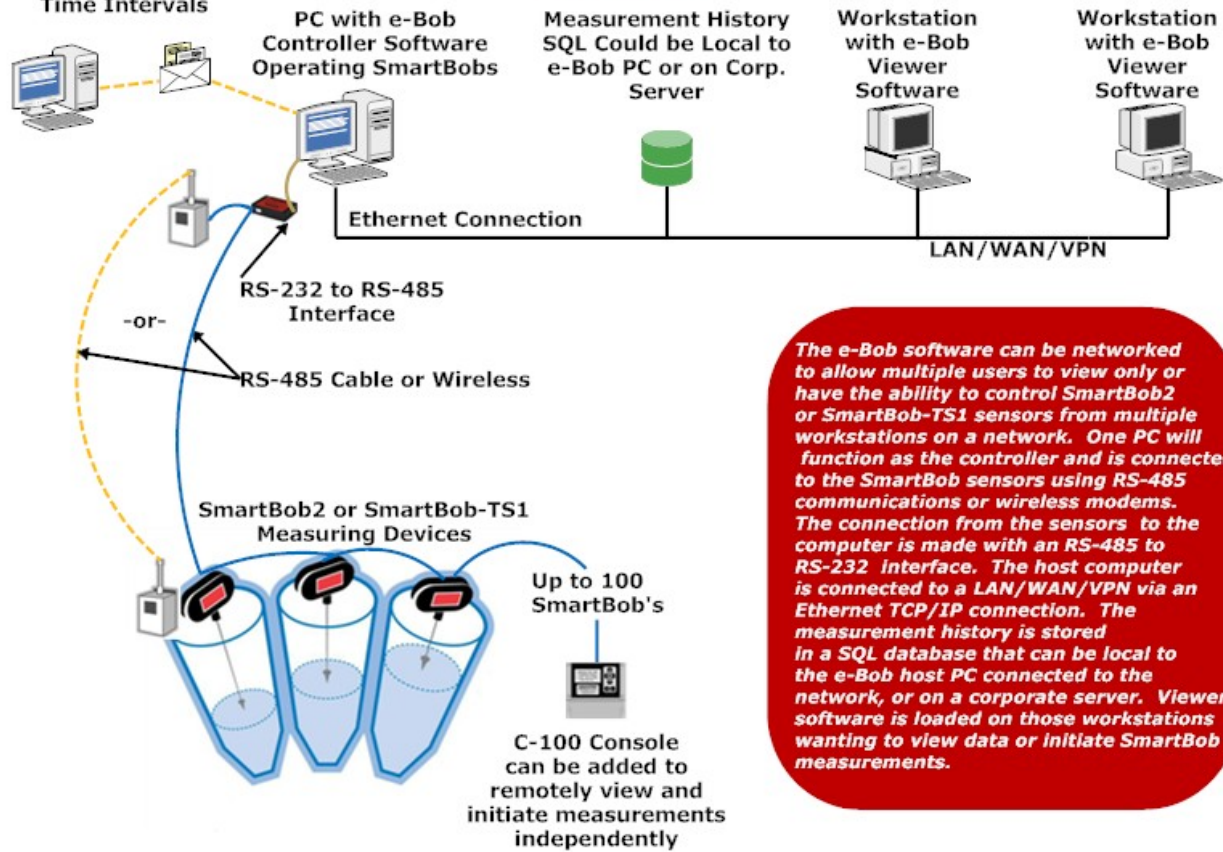 Time Intervals
PC with e-Bob
Controller Software
Operating SmartBobs
Measurement History
SQL Could be Local to
e-Bob PC or on Corp.
Server
Workstation
with e-Bob
Viewer
Software
Workstation
with e-Bob
Viewer
Software
Ethernet Connection
LAN/WAN/VPN
RS-232 to RS-485
Interface
-or-
RS-485 Cable or Wireless
SmartBob2 or SmartBob-TS1
Measuring Devices
Up to 100
SmartBob's
C-100 Console
can be added to
remotely view and
initiate measurements
independently
The e-Bob software can be networked
to allow multiple users to view only or
have the ability to control SmartBob2
or SmartBob-TS1 sensors from multiple
workstations on a network. One PC will
function as the controller and is connecte
to the SmartBob sensors using RS-485
communications or wireless modems.
The connection from the sensors to the
computer is made with an RS-485 to
RS-232 interface. The host computer
is connected to a LAN/WAN/VPN via an
Ethernet TCP/IP connection. The
measurement history is stored
in a SQL database that can be local to
the e-Bob host PC connected to the
network, or on a corporate server. Viewer
software is loaded on those workstations
wanting to view data or initiate SmartBob
measurements.